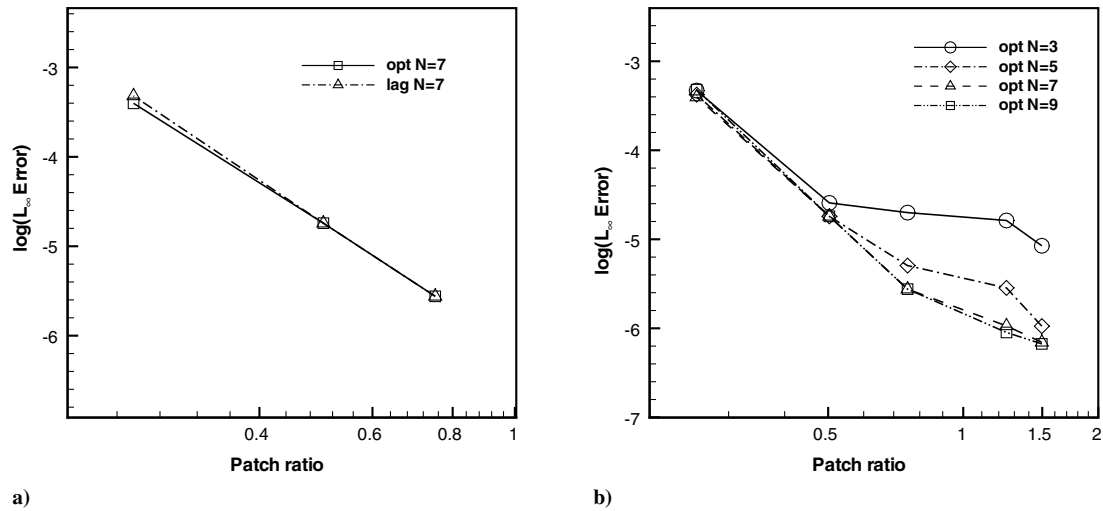 opt N=7
lag N=7
-3
-4
-5
-6
log(L∞ Error)
0.4
0.6
0.8
1
Patch ratio
a)
opt N=3
opt N=5
opt N=7
opt N=9
-3
-4
-5
-6
-7
log(L∞ Error)
0.5
1
1.5
2
Patch ratio
b)